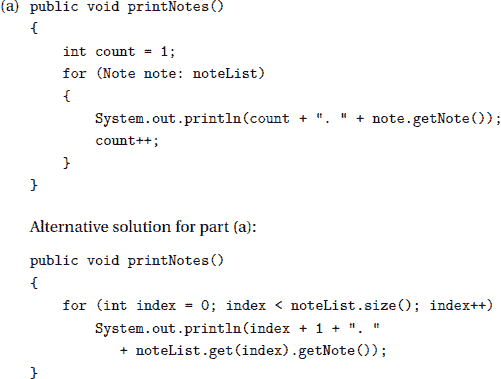 (a) public void printNotes()
{
int count = 1;
for (Note note: noteList)
{
System.out.println(count + ". " + note.getNote());
count++;
}
}
Alternative solution for part (a):
public void printNotes()
{
for (int index = 0; index < noteList.size(); index++)
System.out.println(index + 1 + ". "
+ noteList.get(index).getNote());
}